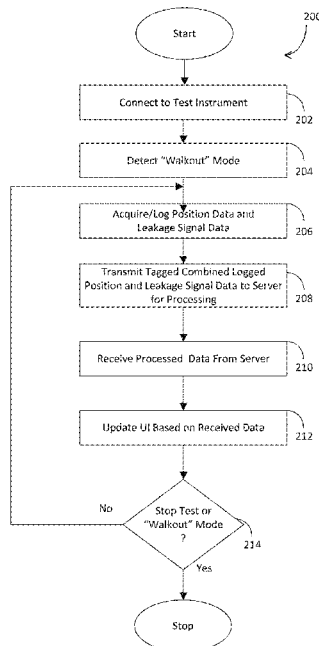 200
Start
Connect to Test Instrument
202
Detect "Walkout" Mode
204
Acquire/Log Position Data and
Leakage Signal Data
206
Transmit Tagged Combined Logged
Position and Leakage Signal Data to Server
for Processing
208
Receive Processed Data From Server
210
Update UI Based on Received Data
212
No
Stop Test or
"Walkout" Mode
?
214
Yes
Stop